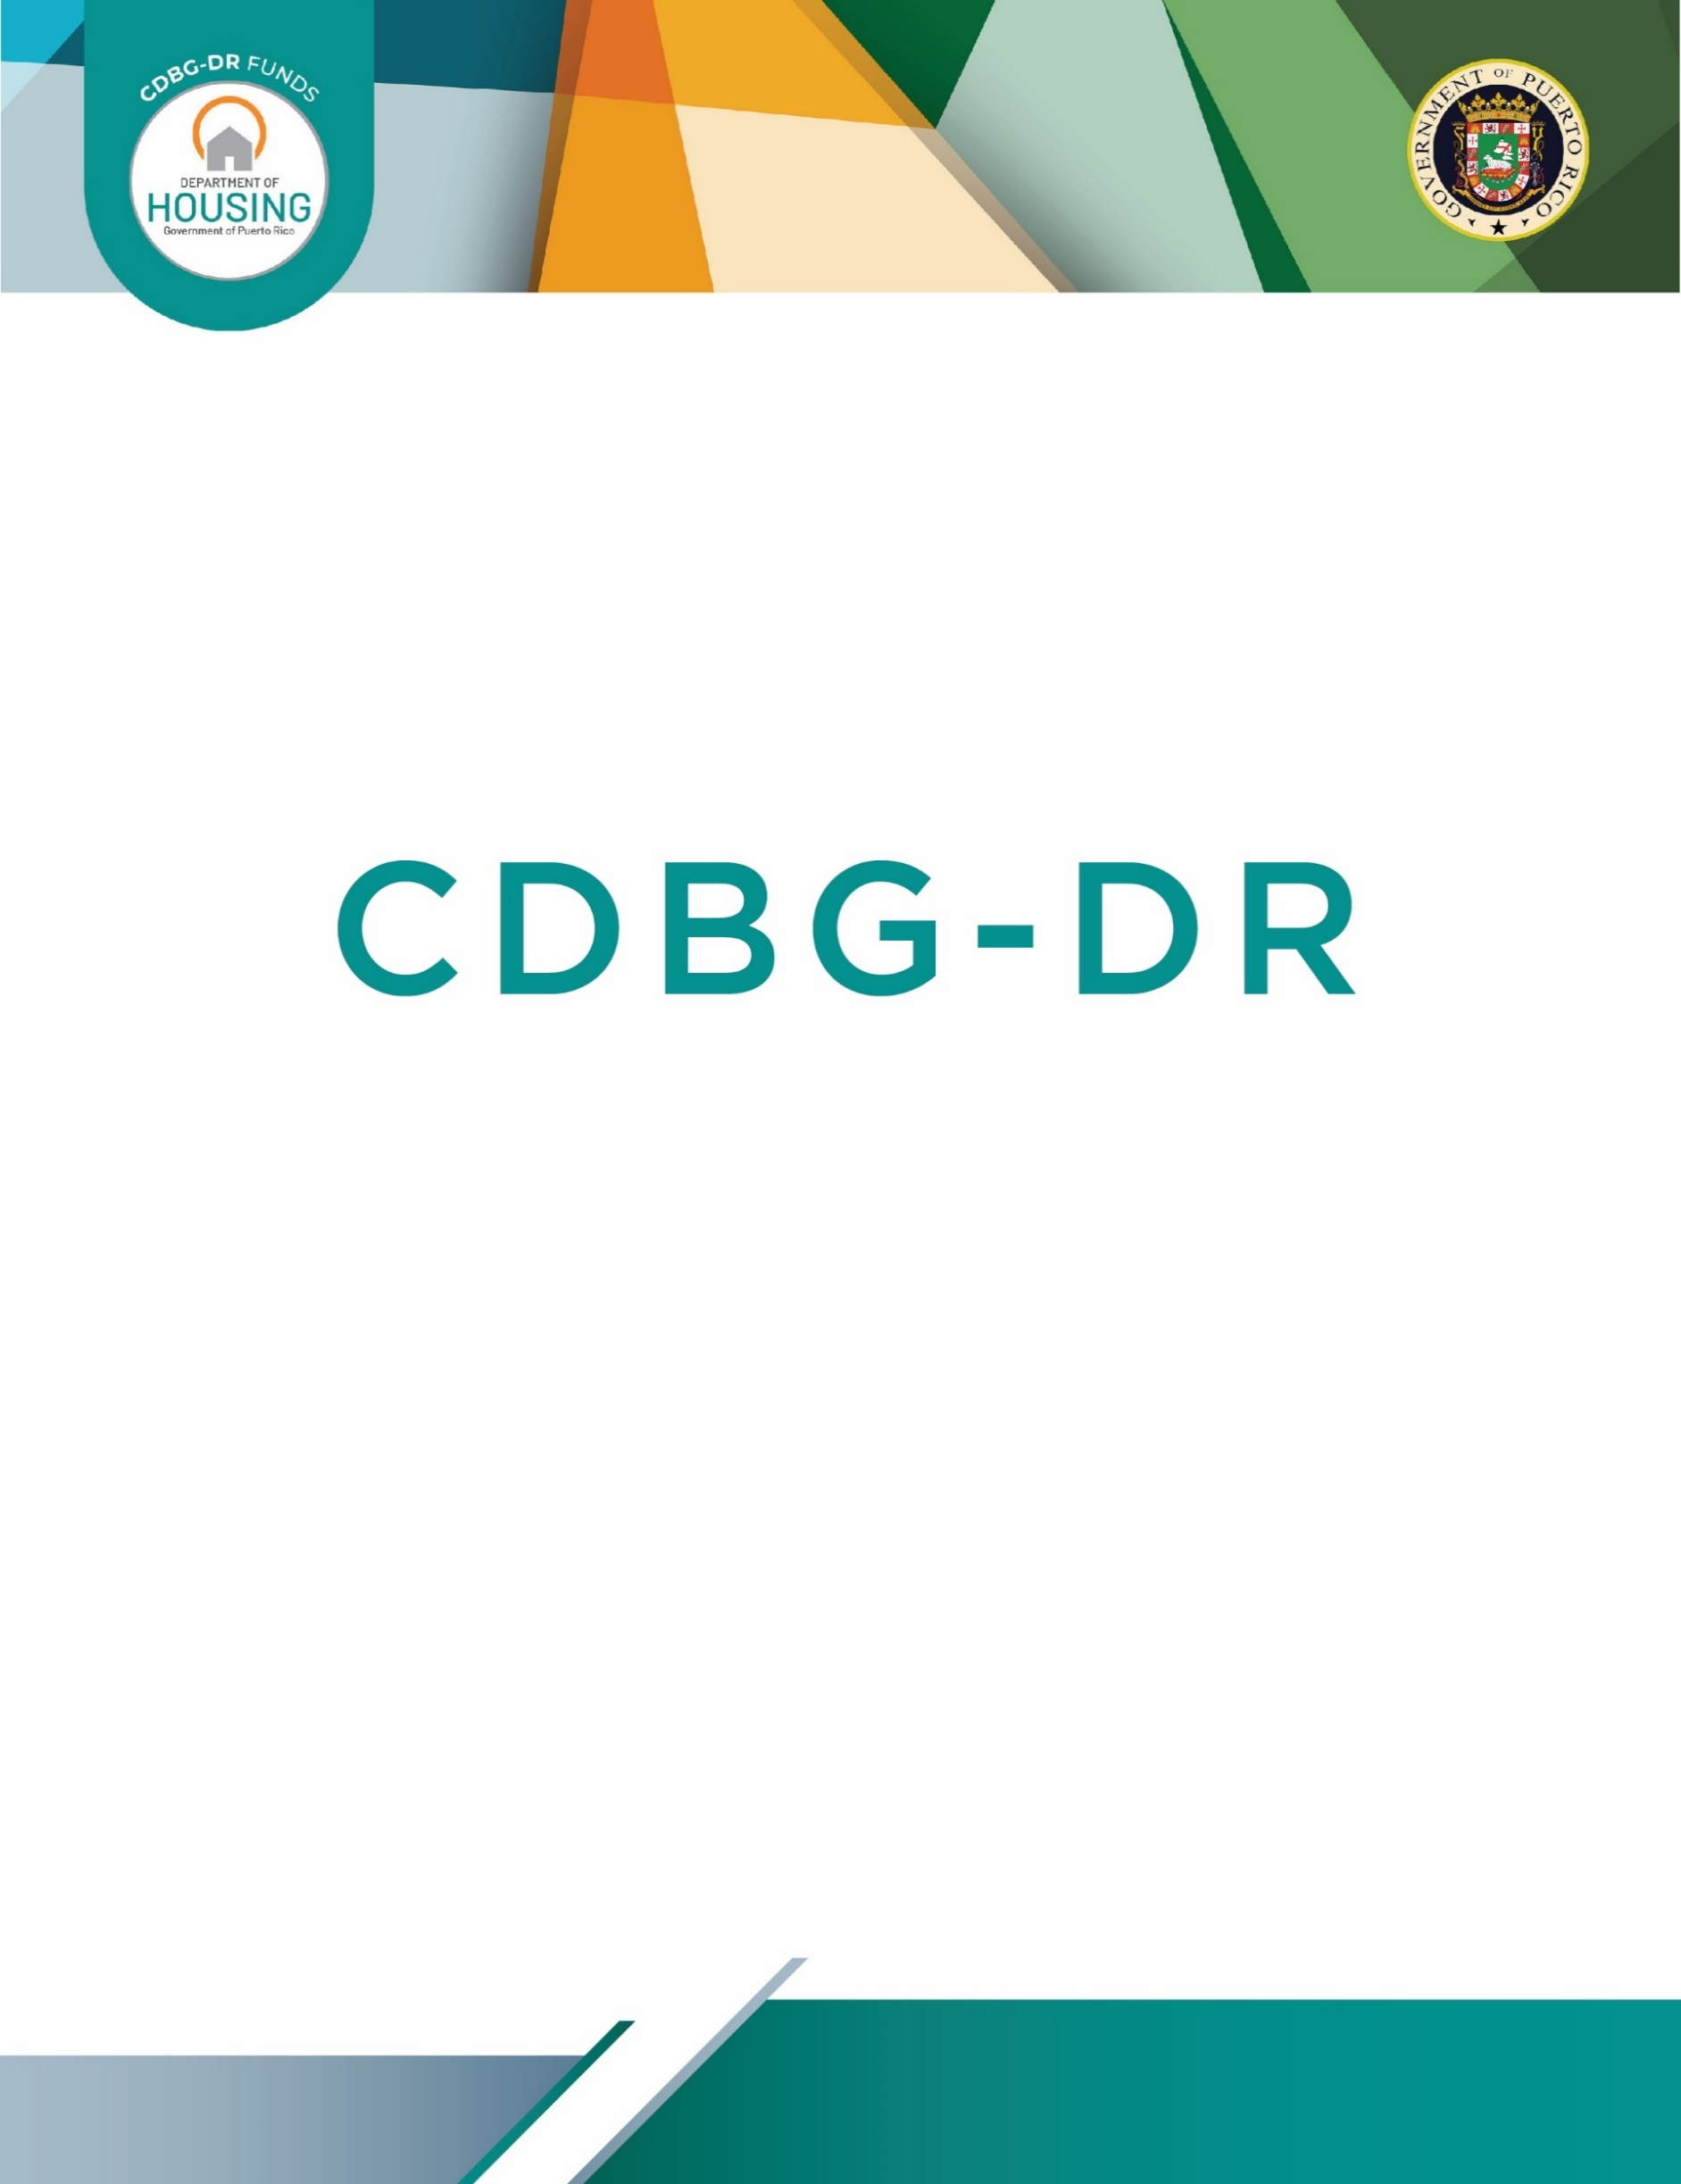 CDBG-DR FUNDS
DEPARTMENT OF
HOUSING
Government of Puerto Rico
GOVERNMENT OF PUERTO RICO
CDBG-DR